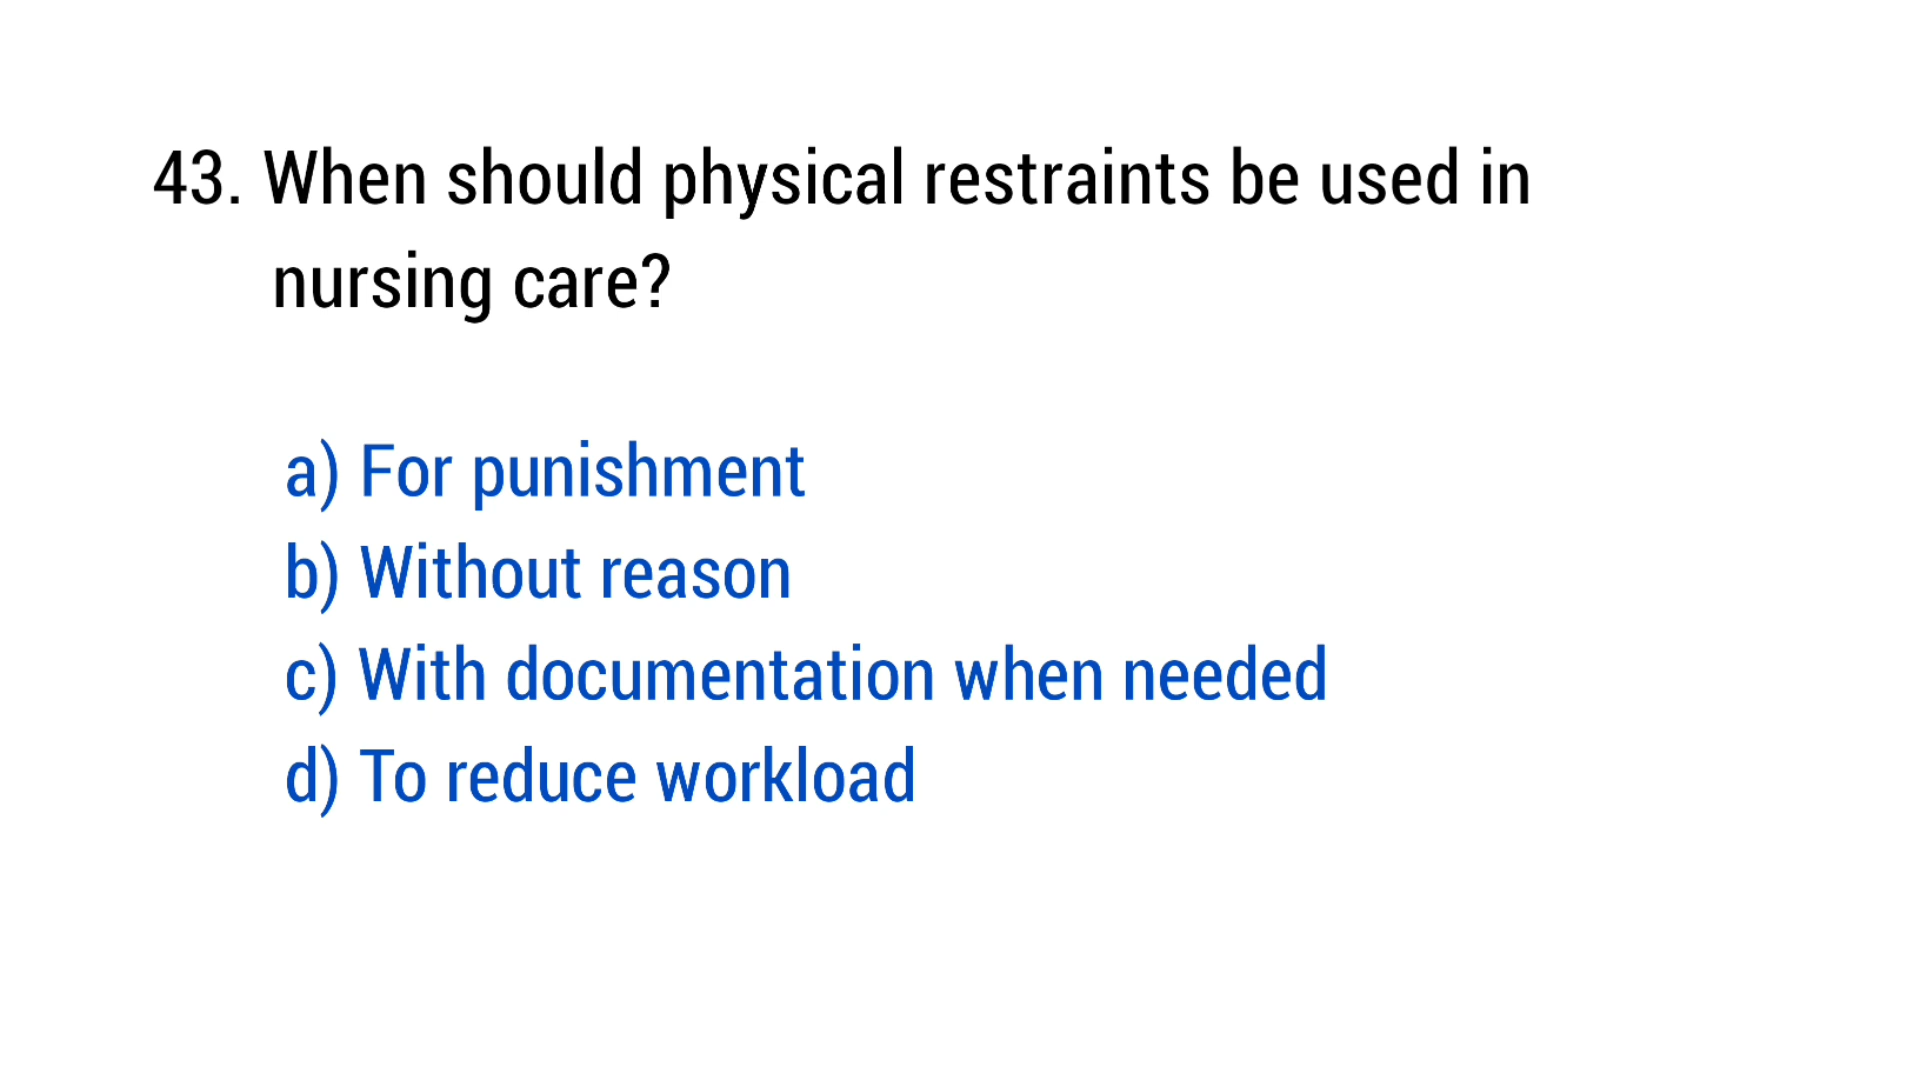 43. When should physical restraints be used in
nursing care?
a) For punishment
b) Without reason
c) With documentation when needed
d) To reduce workload